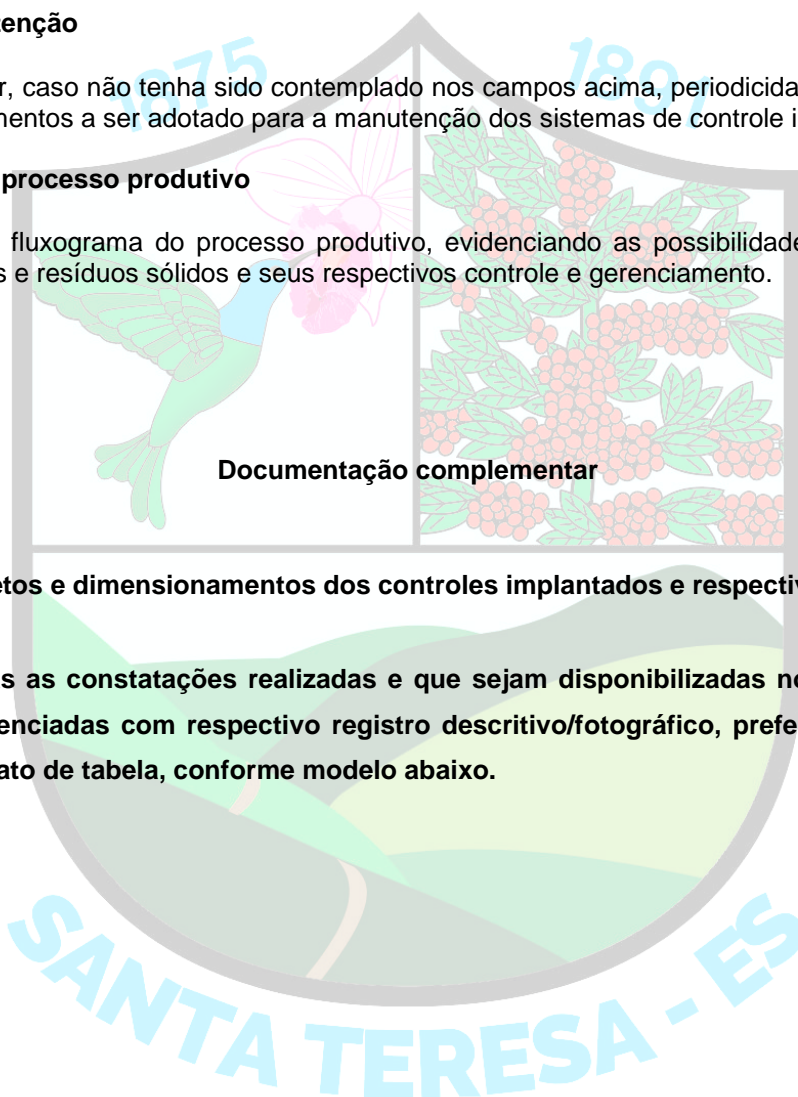 tenção
1875 1891
r, caso não tenha sido contemplado nos campos acima, periodicida
mentos a ser adotado para a manutenção dos sistemas de controle i
processo produtivo
fluxograma do processo produtivo, evidenciando as possibilidade
s e resíduos sólidos e seus respectivos controle e gerenciamento.
Documentação complementar
etos e dimensionamentos dos controles implantados e respectiv
s as constatações realizadas e que sejam disponibilizadas no
enciadas com respectivo registro descritivo/fotográfico, prefe
ato de tabela, conforme modelo abaixo.
SANTA TERESA - ES